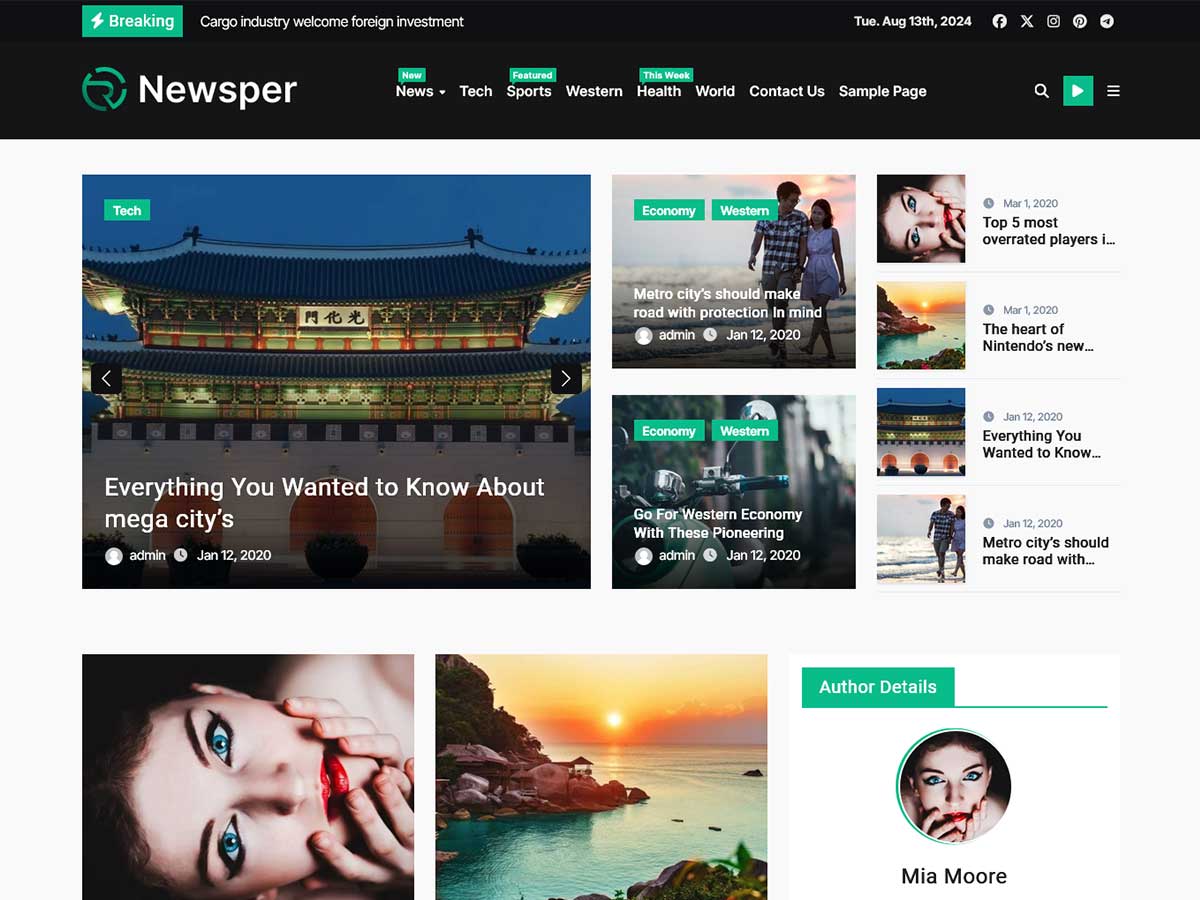 Breaking
Cargo industry welcome foreign investment
Tue. Aug 13th, 2024
Newsper
New
Featured
This Week
News Tech Sports Western Health World Contact Us Sample Page
Tech
門化光
Everything You Wanted to Know About
mega city’s
admin Jan 12, 2020
Economy Western
Metro city’s should make
road with protection In mind
admin Jan 12, 2020
Economy Western
Go For Western Economy
With These Pioneering
admin Jan 12, 2020
Mar 1, 2020
Top 5 most
overrated players i...
Mar 1, 2020
The heart of
Nintendo’s new...
Jan 12, 2020
Everything You
Wanted to Know...
Jan 12, 2020
Metro city’s should
make road with...
Author Details
Mia Moore